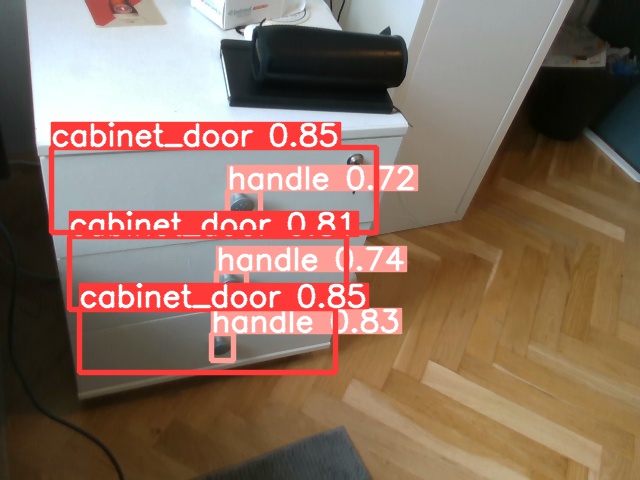 cabinet_door 0.85
handle 0.72
cabinet_door 0.81
handle 0.74
cabinet_door 0.85
handle 0.83